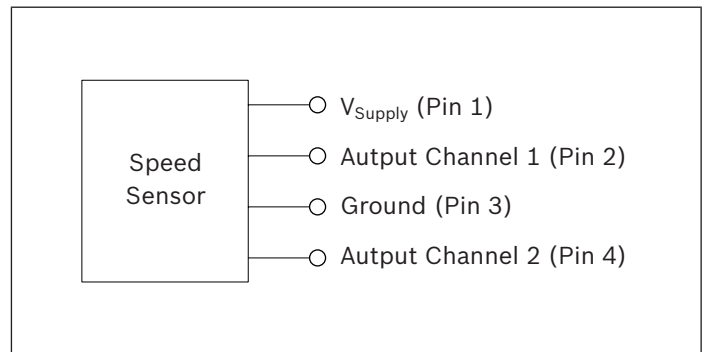 Speed
Sensor
V_Supply (Pin 1)
Autput Channel 1 (Pin 2)
Ground (Pin 3)
Autput Channel 2 (Pin 4)